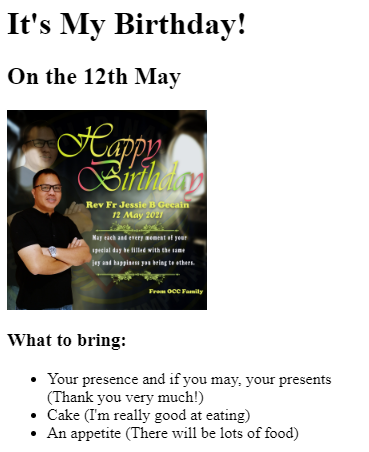 It's My Birthday!
On the 12th May
Happy
Birthday
Rev Fr Jessie B Gecain
12 May 2021
May each and every moment of your
special day be filled with the same
joy and happiness you bring to others.
From OCC Family
What to bring:
• Your presence and if you may, your presents
(Thank you very much!)
• Cake (I'm really good at eating)
• An appetite (There will be lots of food)